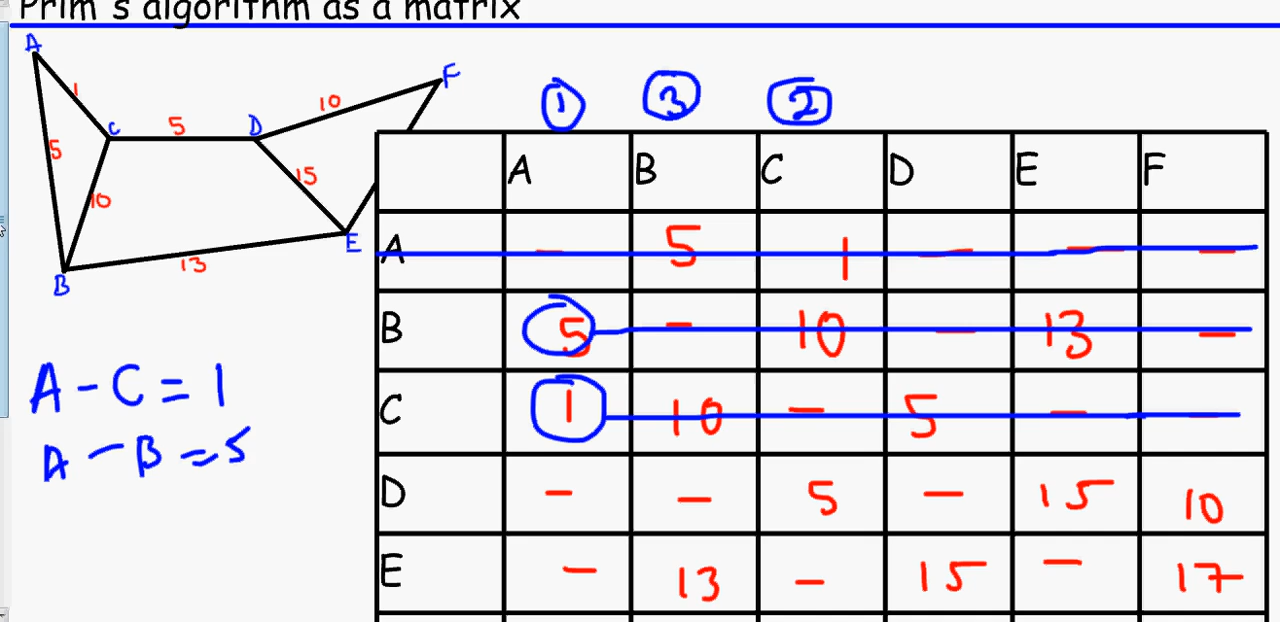 Prim's algorithm as a matrix
A
F
1
10
① ③ ②
C
5
D
5
15
10
E
13
B
A B C D E F
A - 5 1 - - -
B 5 - 10 - 13 -
C 1 10 - 5 - -
D - - 5 - 15 10
E - 13 - 15 - 17
A - C = 1
A - B = 5